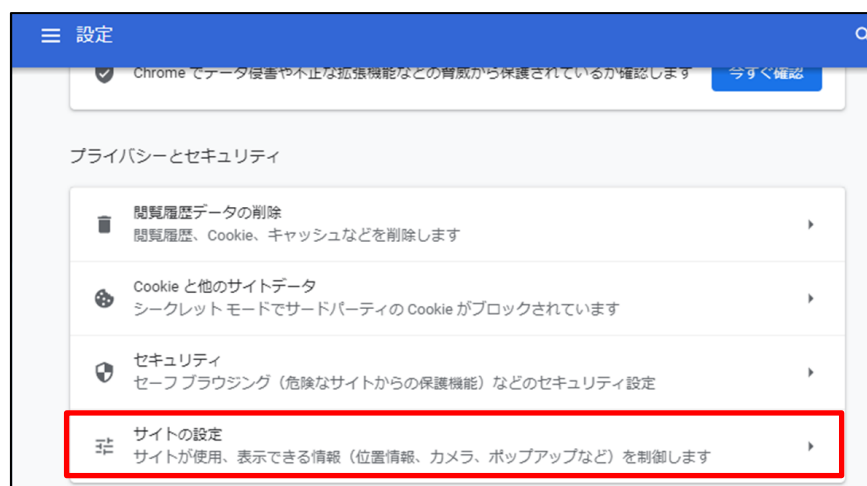 設定
Chrome でデータ侵害や不正な拡張機能などの脅威から保護されているか確認します
今すぐ確認
プライバシーとセキュリティ
閲覧履歴データの削除
閲覧履歴、Cookie、キャッシュなどを削除します
Cookie と他のサイトデータ
シークレット モードでサードパーティの Cookie がブロックされています
セキュリティ
セーフ ブラウジング（危険なサイトからの保護機能）などのセキュリティ設定
サイトの設定
サイトが使用、表示できる情報（位置情報、カメラ、ポップアップなど）を制御します